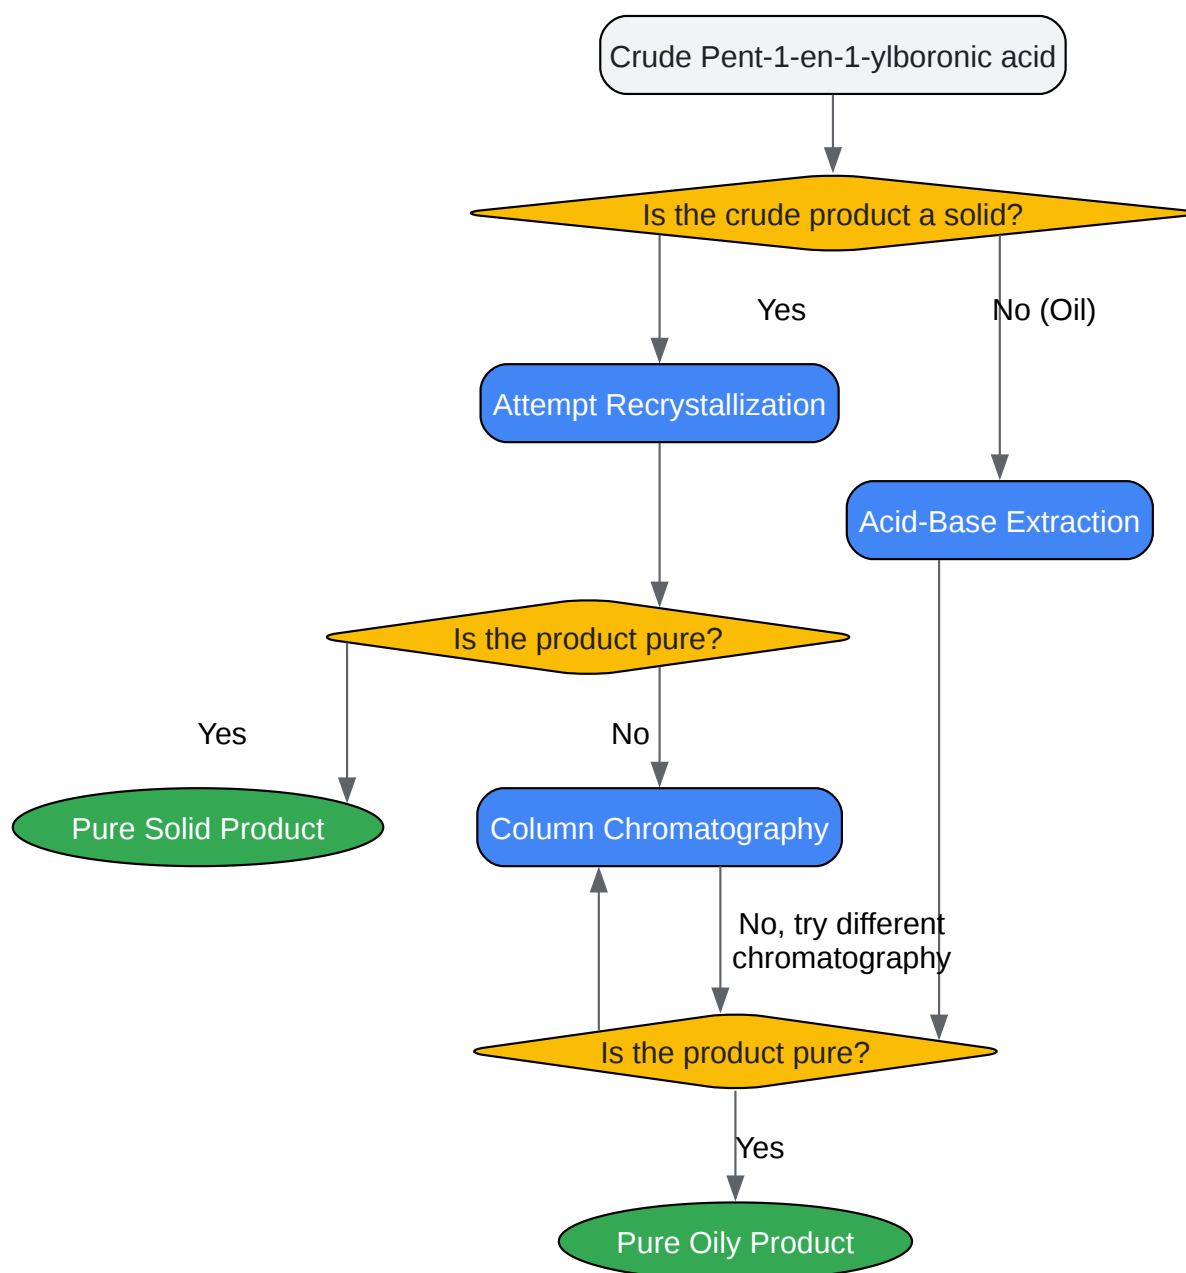 Crude Pent-1-en-1-ylboronic acid
Is the crude product a solid?
Yes
No (Oil)
Attempt Recrystallization
Acid-Base Extraction
Is the product pure?
Yes
No
Pure Solid Product
Column Chromatography
No, try different
chromatography
Is the product pure?
Yes
Pure Oily Product